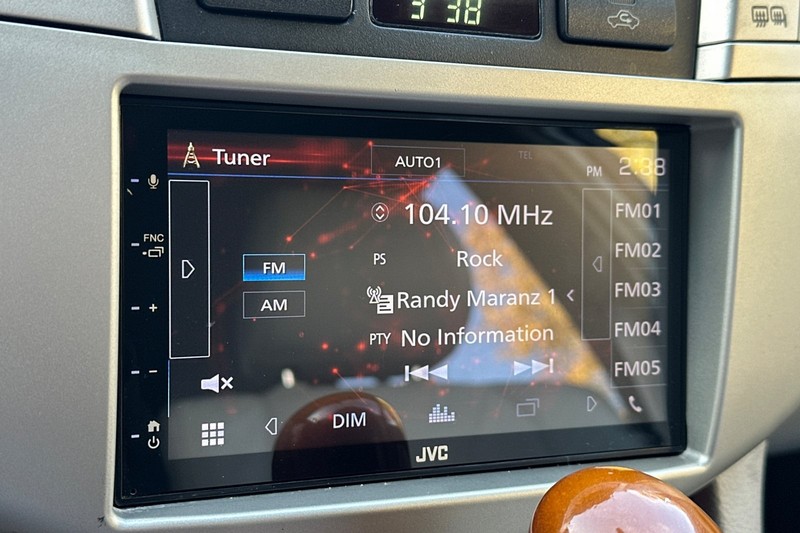 3 38
Tuner
AUTO1
TEL
PM 2:38
104.10 MHz
FM01
FNC
PS Rock
FM02
FM
AM
Randy Maranz 1
FM03
PTY No Information
FM04
FM05
DIM
JVC